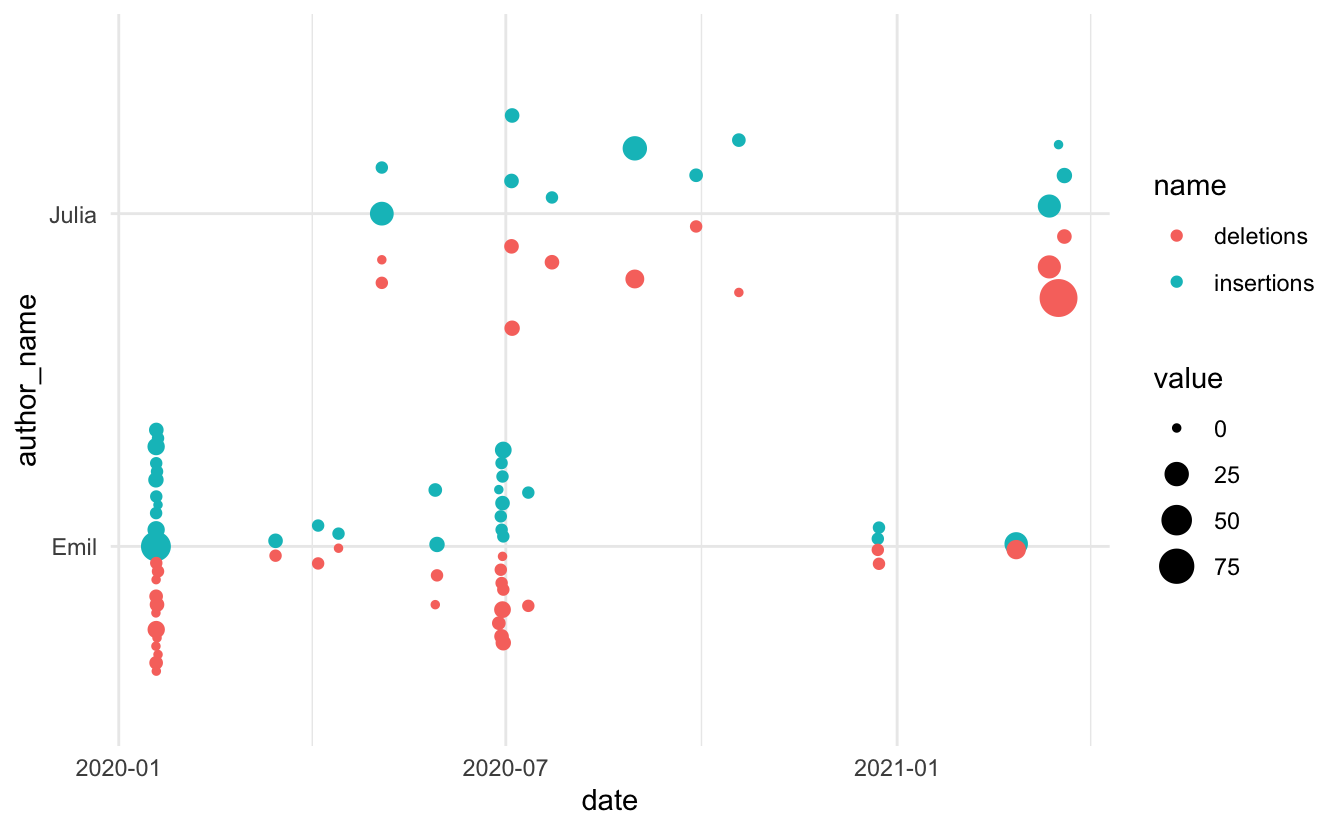 author_name
Julia
Emil
2020-01
2020-07
2021-01
date
name
deletions
insertions
value
0
25
50
75